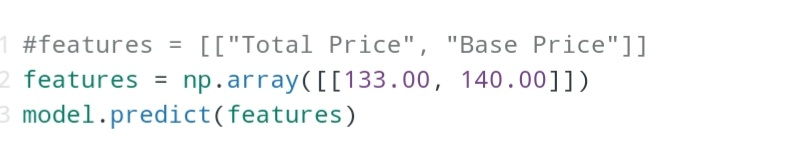 1 #features = [["Total Price", "Base Price"]]
2 features = np.array([[133.00, 140.00]])
3 model.predict(features)